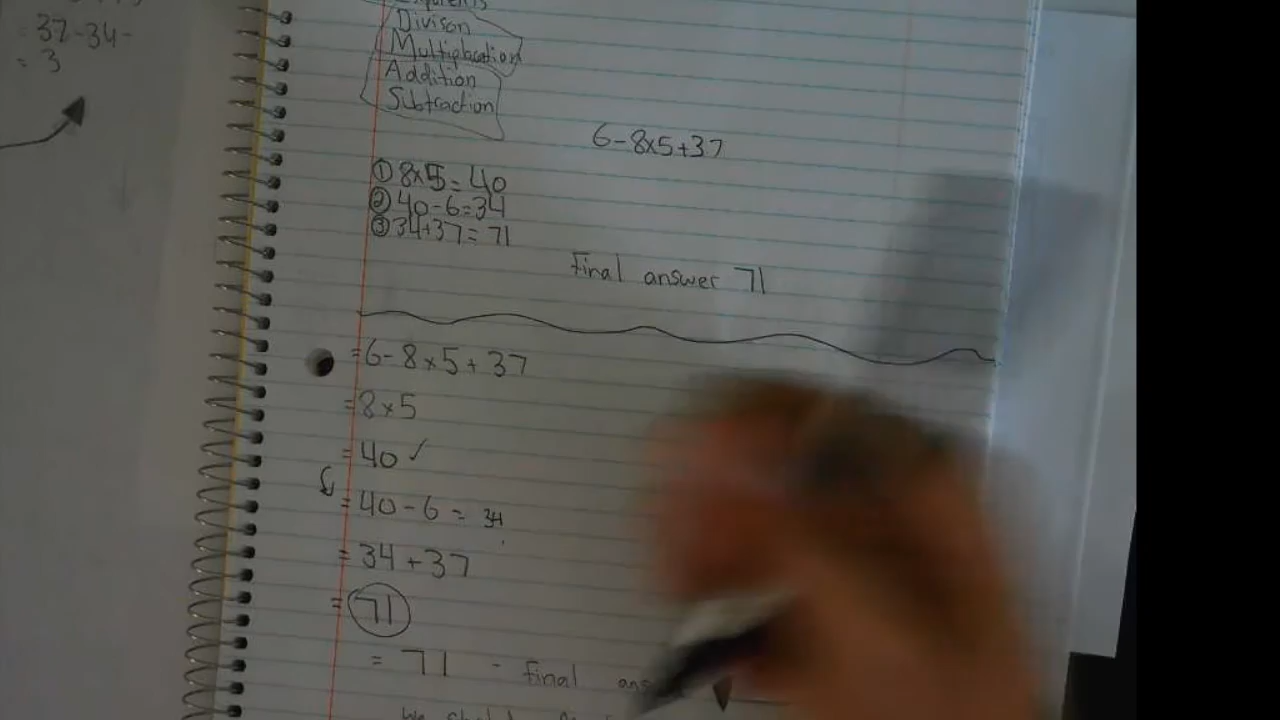 37-34-
= 3
Divison
Multiplication
Addition
Subtraction
6-8x5+37
① 8x5=40
② 40-6=34
③ 34+37=71
Final answer 71
=6-8x5+37
=8x5
=40 ✓
=40-6= 34
=34+37
=71
=71 - Final